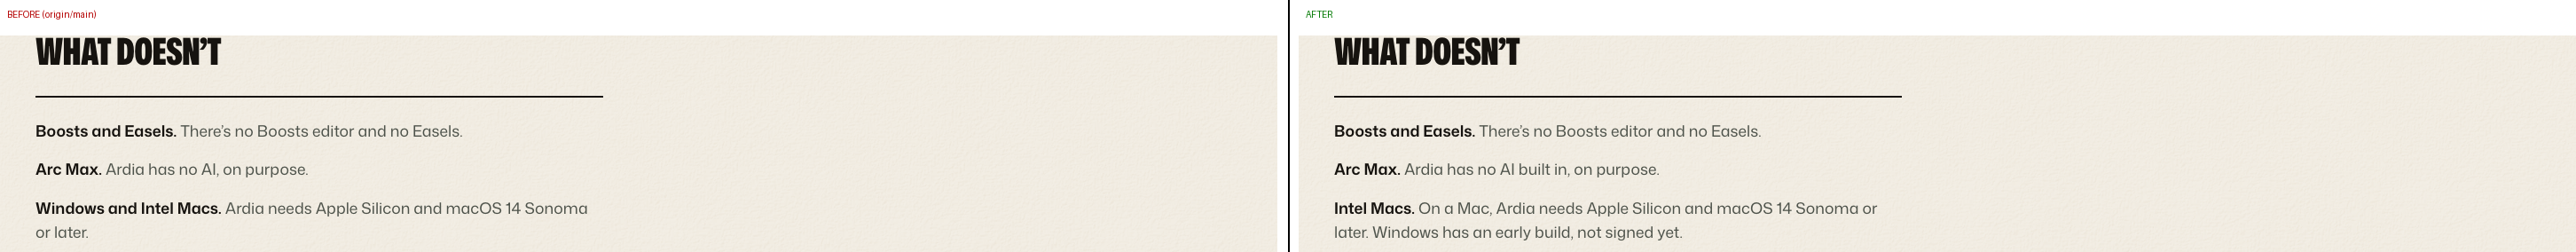 BEFORE (origin/main)
WHAT DOESN’T
Boosts and Easels. There’s no Boosts editor and no Easels.
Arc Max. Ardia has no AI, on purpose.
Windows and Intel Macs. Ardia needs Apple Silicon and macOS 14 Sonoma
or later.
AFTER
WHAT DOESN’T
Boosts and Easels. There’s no Boosts editor and no Easels.
Arc Max. Ardia has no AI built in, on purpose.
Intel Macs. On a Mac, Ardia needs Apple Silicon and macOS 14 Sonoma or
later. Windows has an early build, not signed yet.